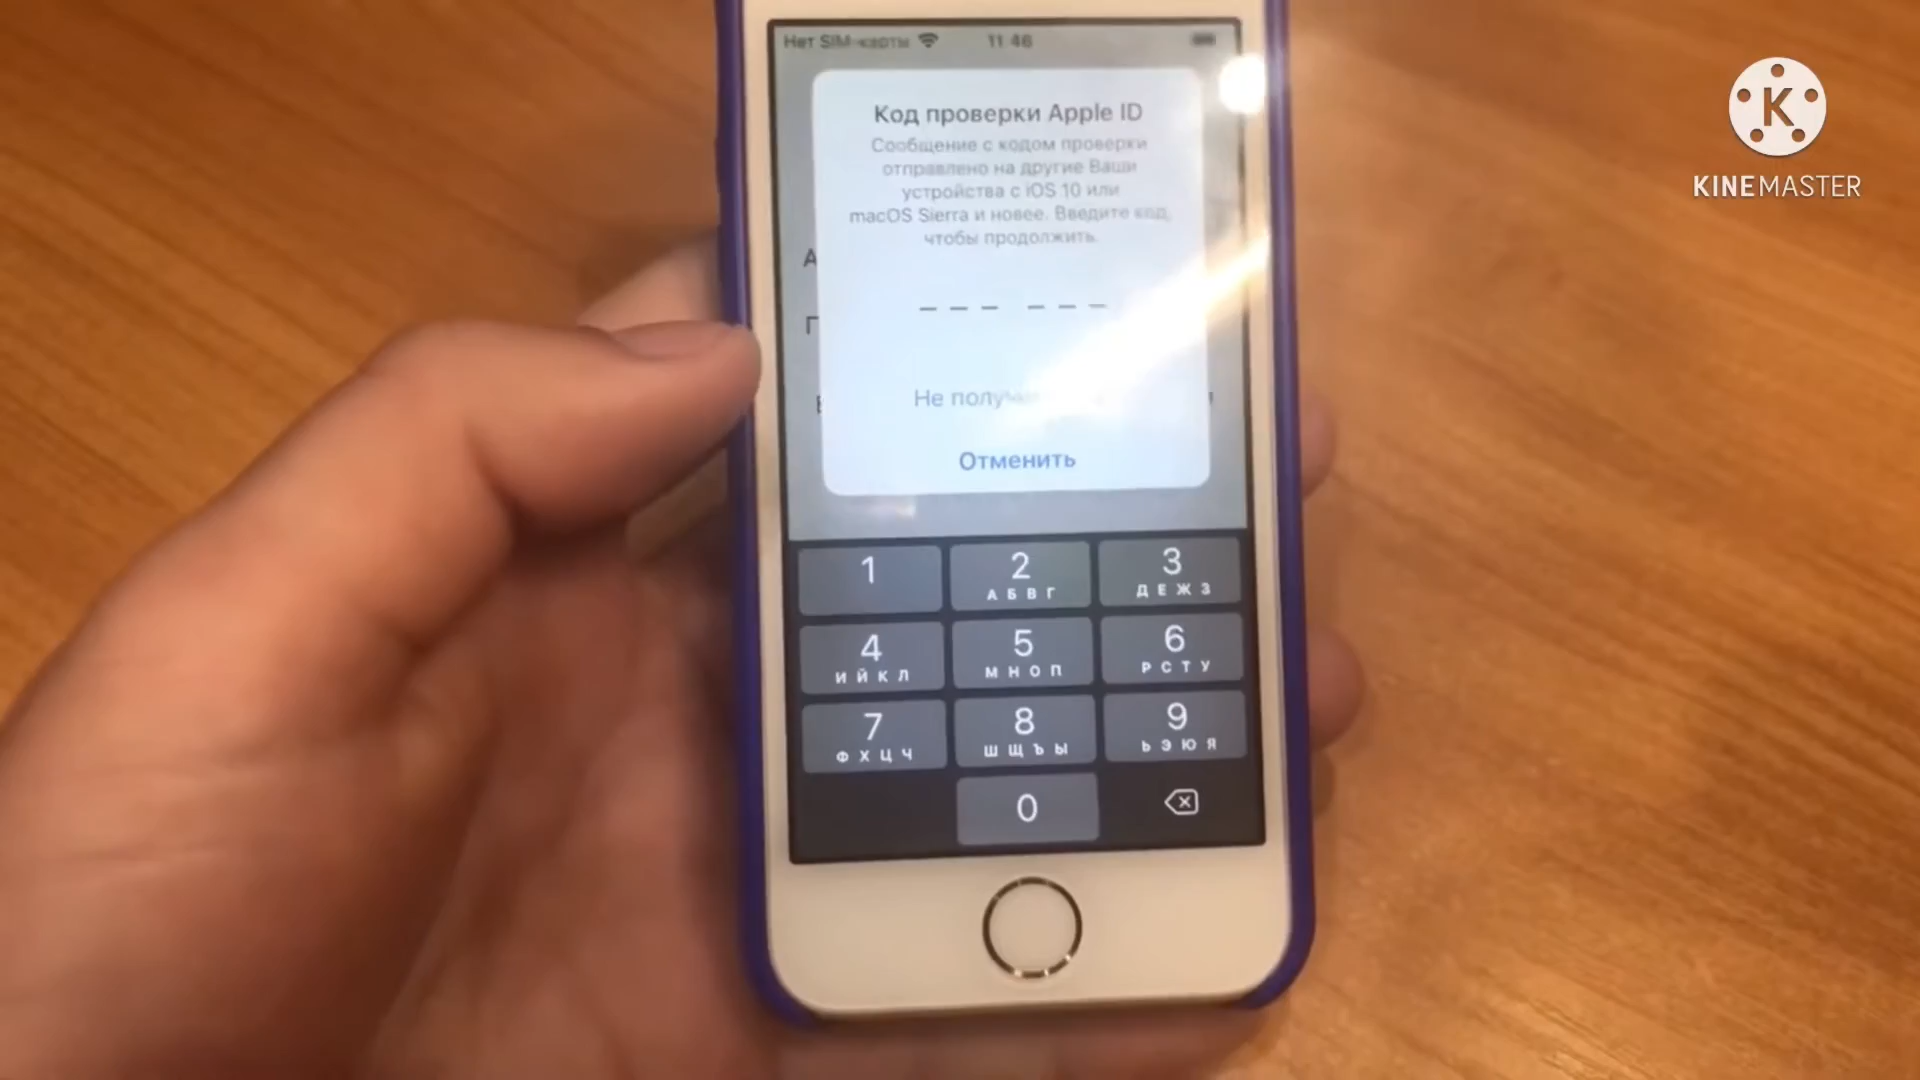 Нет SIM-карты 11 46
Код проверки Apple ID
Сообщение с кодом проверки
отправлено на другие Ваши
устройства с iOS 10 или
macOS Sierra и новее. Введите код,
чтобы продолжить.
А
Не
Отменить
1
2 АБВГ
3 ДЕЖЗ
4 ИЙКЛ
5 МНОП
6 РСТУ
7 ФХЦЧ
8 ШЩЪЫ
9 ЬЭЮЯ
0
K
KINEMASTER